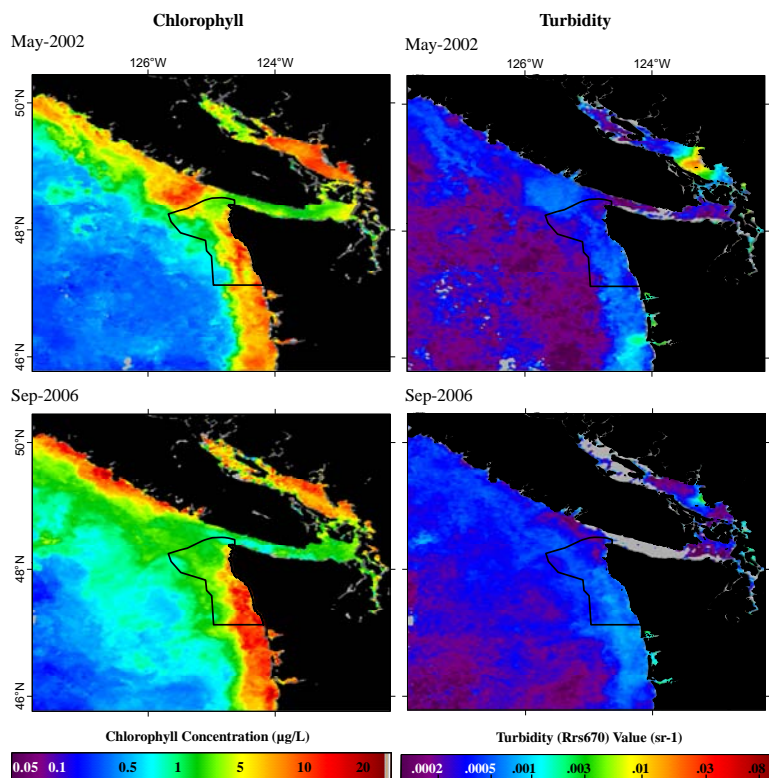 Chlorophyll
Turbidity
May-2002
May-2002
126°W
124°W
126°W
124°W
50°N
48°N
46°N
Sep-2006
Sep-2006
50°N
48°N
46°N
Chlorophyll Concentration (µg/L)
Turbidity (Rrs670) Value (sr-1)
0.05 0.1 0.5 1 5 10 20
.0002 .0005 .001 .003 .01 .03 .08